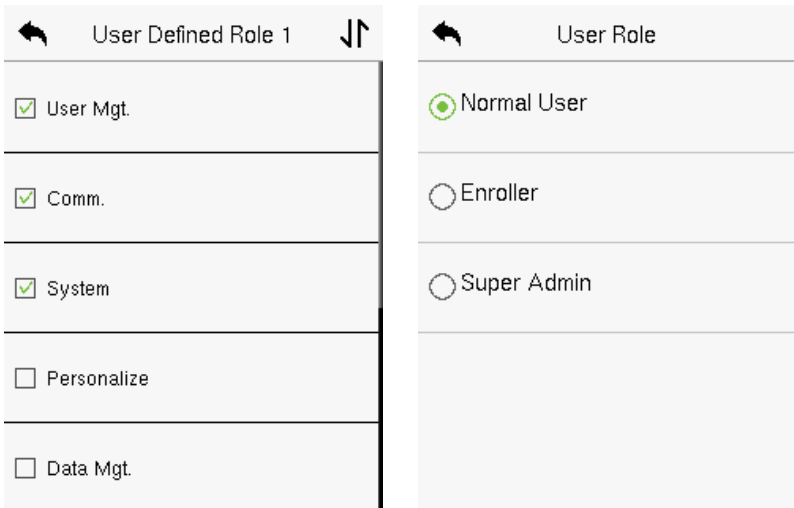 User Defined Role 1
User Mgt.
Comm.
System
Personalize
Data Mgt.
User Role
Normal User
Enroller
Super Admin